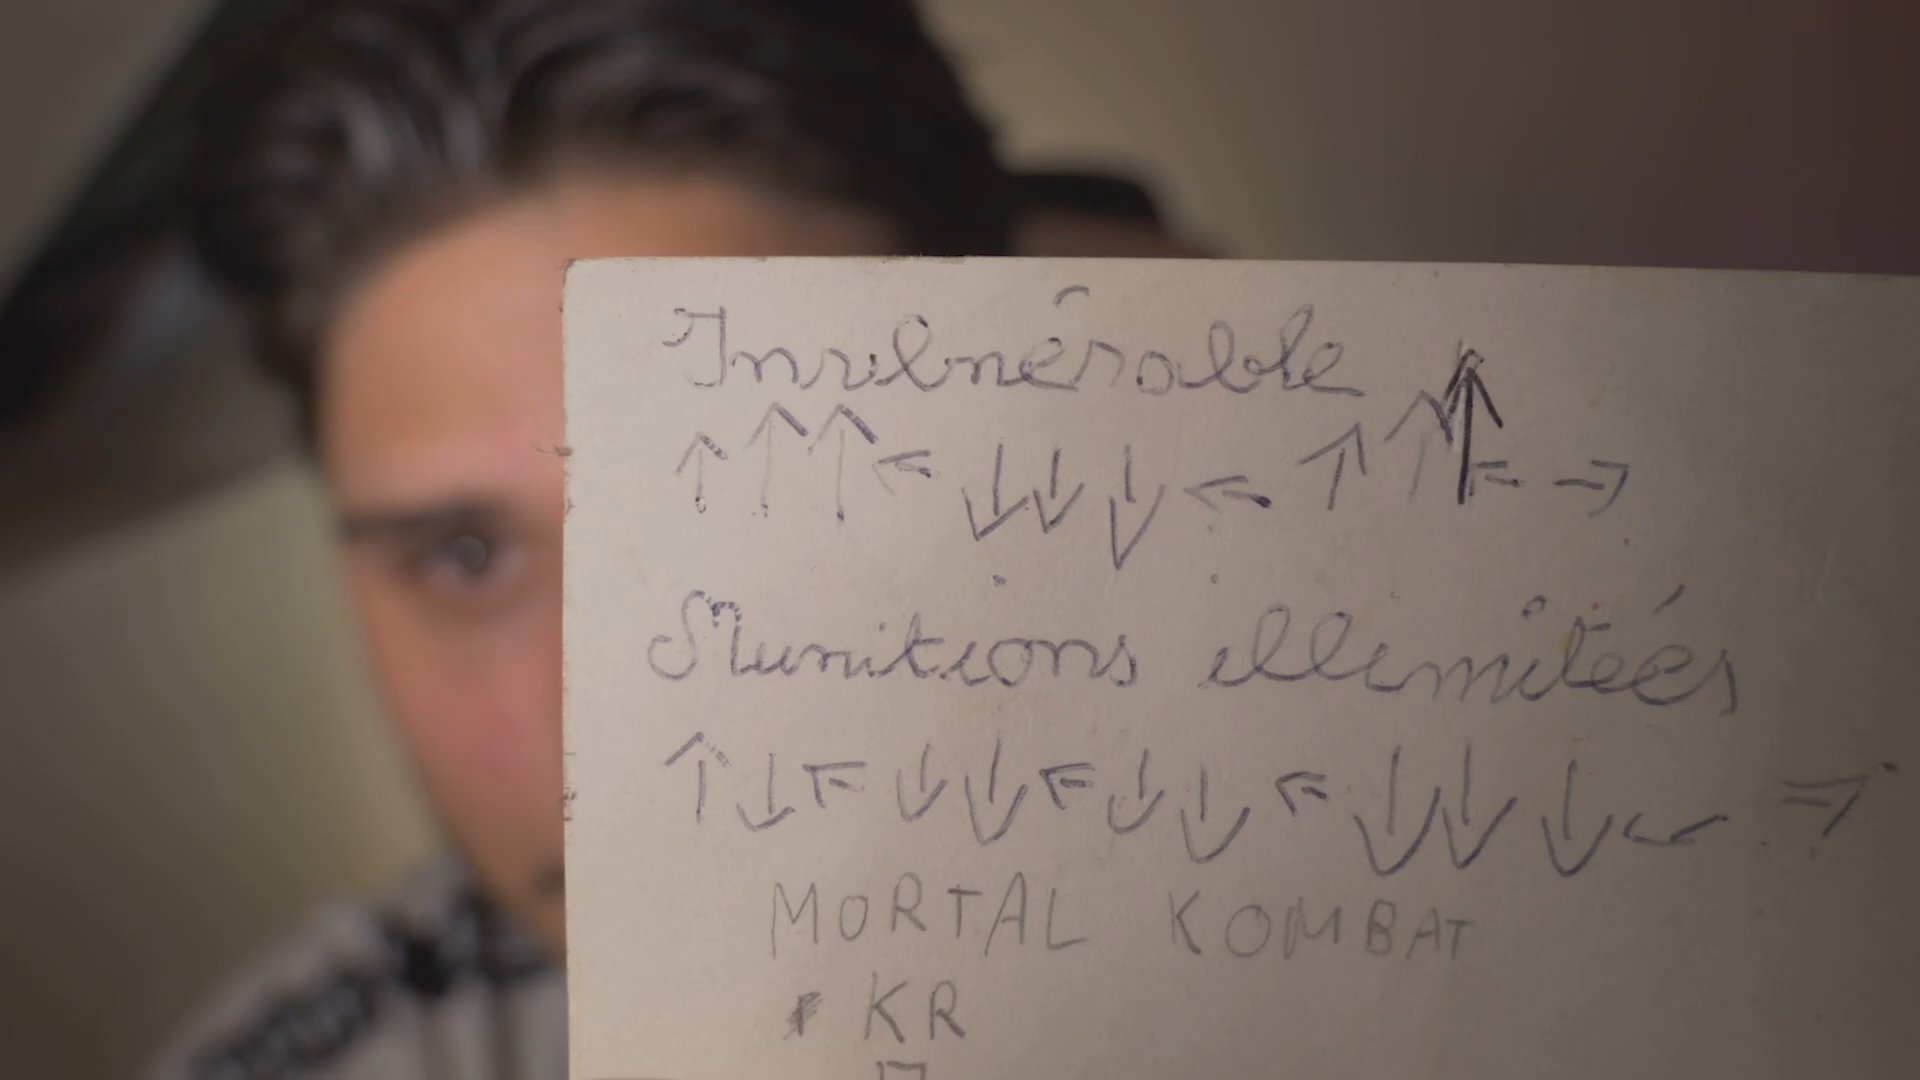 Invulnérable
↑ ↑ ↑ ← ↓ ↓ ↓ ← ↑ ↑ ↑ ← →
Munitions illimitées
↑ ↓ ← ↓ ↓ ← ↓ ↓ ← ↓ ↓ ↓ ← →
MORTAL KOMBAT
KR